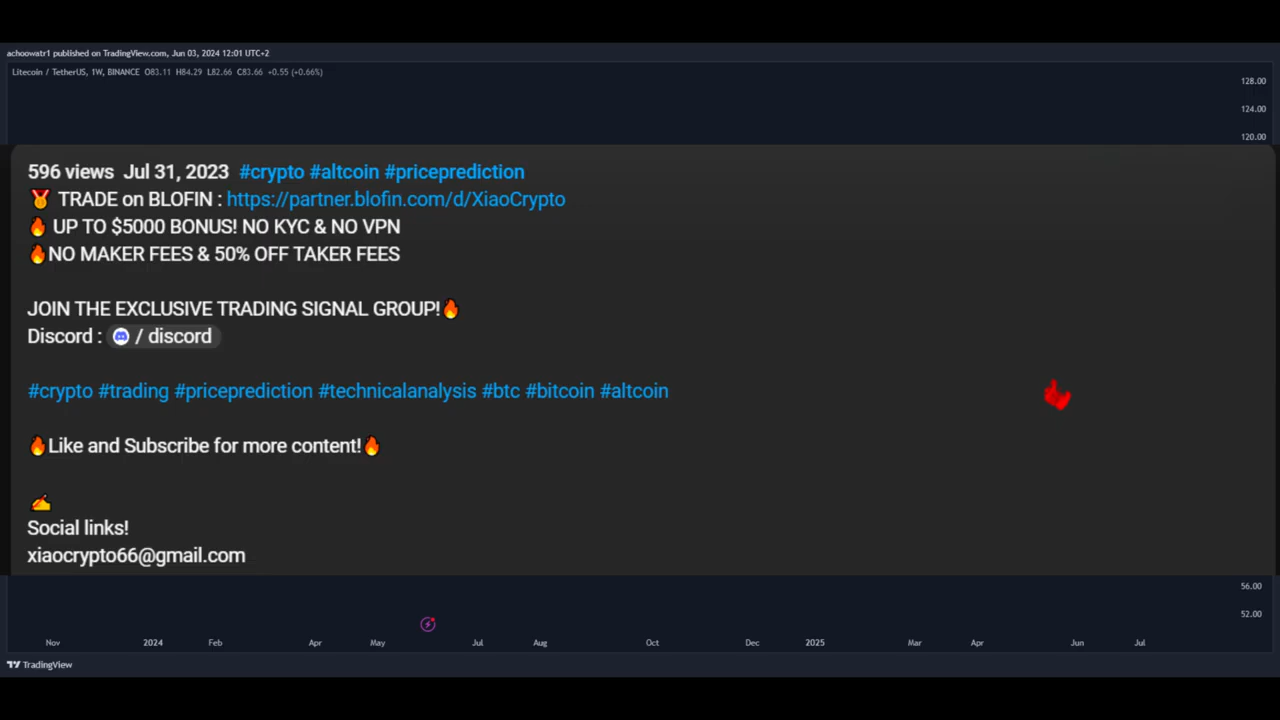 achoowatr1 published on TradingView.com, Jun 03, 2024 12:01 UTC+2
Litecoin / TetherUS, 1W, BINANCE O83.11 H84.29 L82.66 C83.66 +0.55 (+0.66%)
128.00
124.00
120.00
596 views Jul 31, 2023 #crypto #altcoin #priceprediction
🏅 TRADE on BLOFIN : https://partner.blofin.com/d/XiaoCrypto
🔥 UP TO $5000 BONUS! NO KYC & NO VPN
🔥NO MAKER FEES & 50% OFF TAKER FEES
JOIN THE EXCLUSIVE TRADING SIGNAL GROUP!🔥
Discord : / discord
#crypto #trading #priceprediction #technicalanalysis #btc #bitcoin #altcoin
🔥Like and Subscribe for more content!🔥
✍
Social links!
xiaocrypto66@gmail.com
56.00
52.00
Nov 2024 Feb Apr May Jul Aug Oct Dec 2025 Mar Apr Jun Jul
TradingView